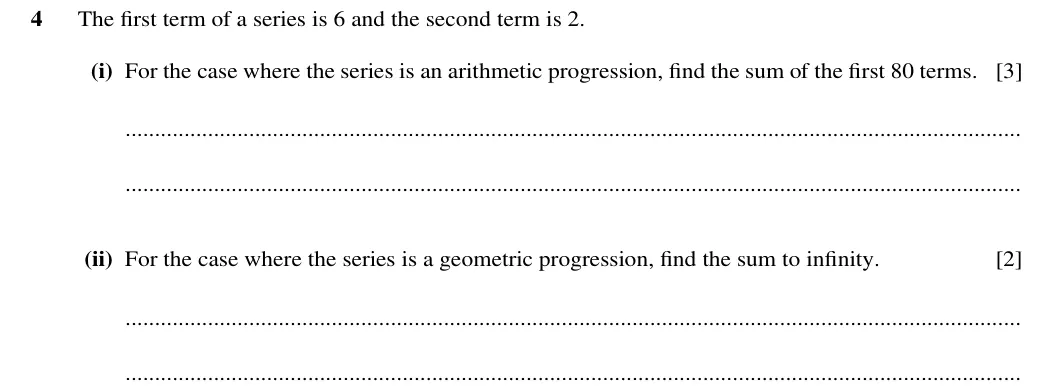 4 The first term of a series is 6 and the second term is 2.
(i) For the case where the series is an arithmetic progression, find the sum of the first 80 terms. [3]
(ii) For the case where the series is a geometric progression, find the sum to infinity. [2]